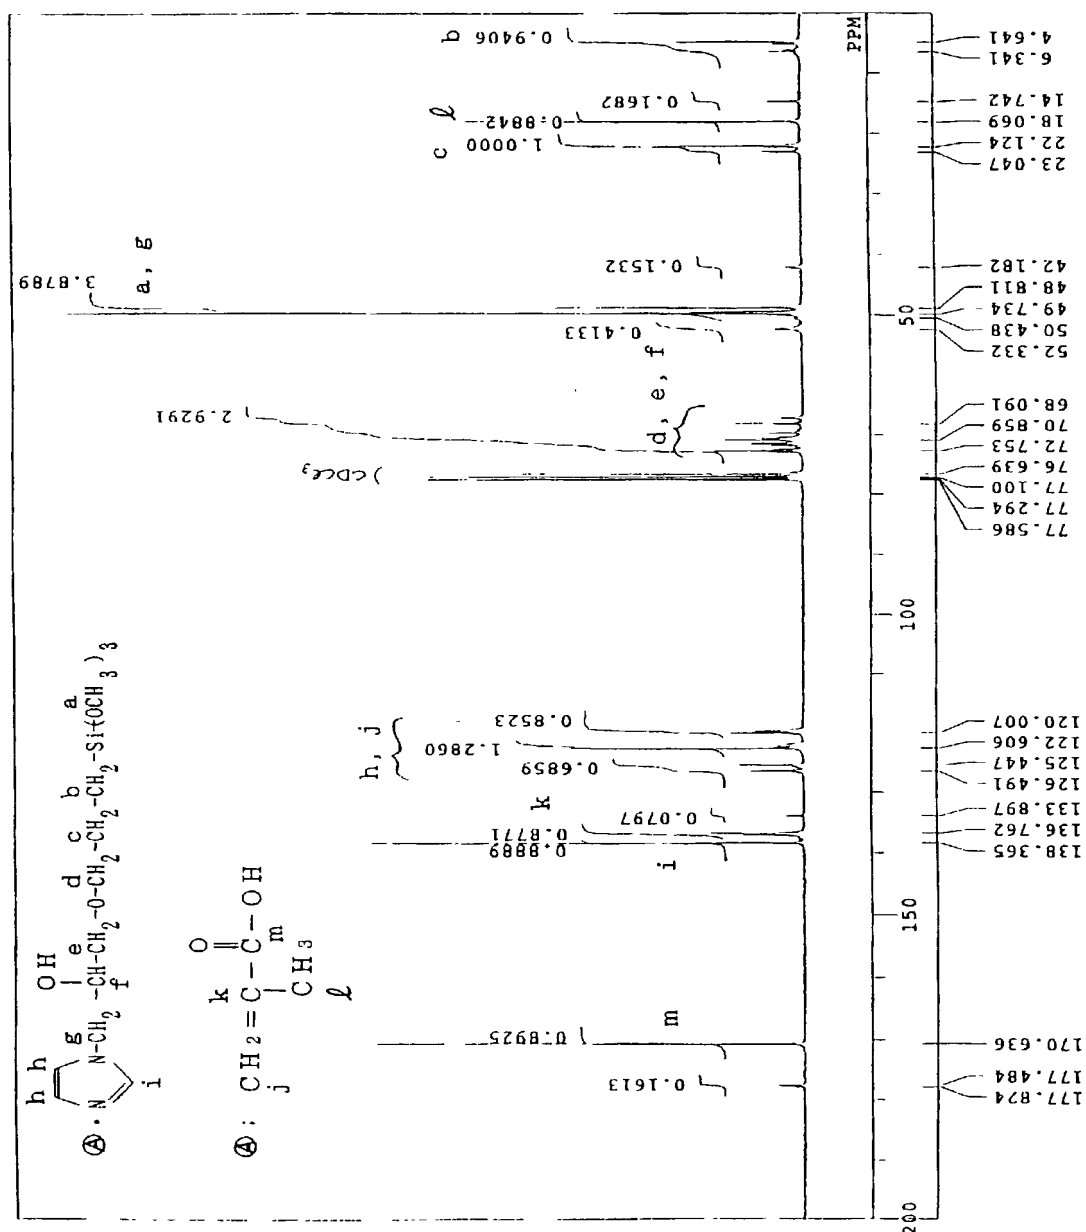 b
0.9406
PPM
4.641
6.341
0.1682
14.742
l
0.8842
18.069
c
1.0000
22.124
23.047
a, g
3.8789
0.1532
42.182
48.811
49.734
50
50.438
0.4133
52.332
d, e, f
2.9291
68.091
70.859
72.753
)CDCl3
76.639
77.100
77.294
77.586
100
h, j
0.8523
120.007
1.2860
122.606
0.6859
125.447
126.491
k
0.0797
133.897
0.8771
136.762
i
0.8889
138.365
150
m
0.8925
170.636
0.1613
177.484
177.874
200
OH
h h g e d c b a
Ⓐ·N N-CH2-CH-CH2-O-CH2-CH2-CH2-Si(OCH3)3
i f
O
k
Ⓐ: CH2=C-C-OH
j m
CH3
l